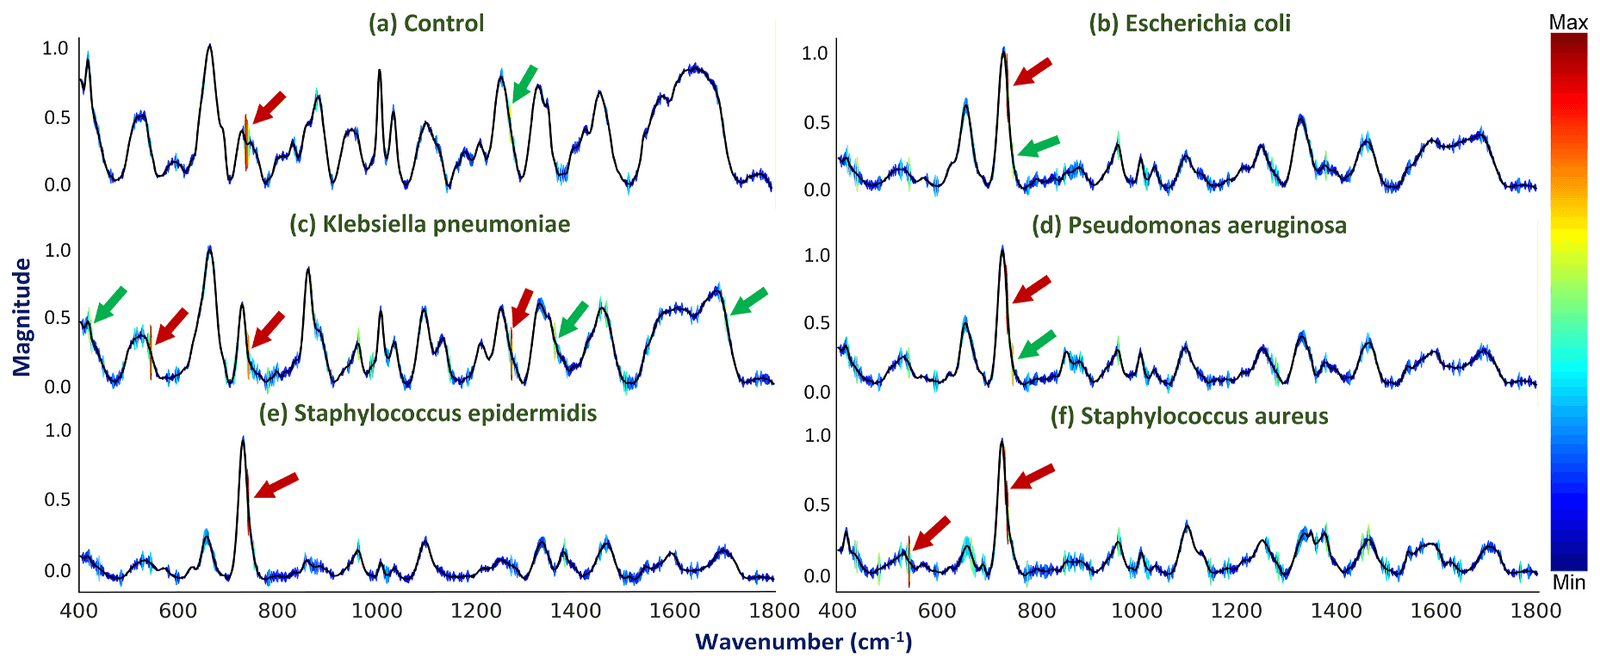 (a) Control
(b) Escherichia coli
Max
1.0
0.5
0.0
1.0
0.5
0.0
(c) Klebsiella pneumoniae
(d) Pseudomonas aeruginosa
Magnitude
1.0
0.5
0.0
1.0
0.5
0.0
(e) Staphylococcus epidermidis
(f) Staphylococcus aureus
1.0
0.5
0.0
1.0
0.5
0.0
Min
400 600 800 1000 1200 1400 1600 1800
400 600 800 1000 1200 1400 1600 1800
Wavenumber (cm⁻¹)